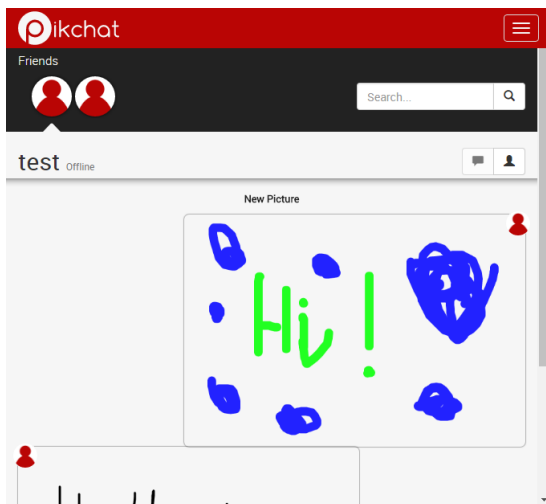 pikchat
Friends
Search...
test Offline
New Picture
Hi !